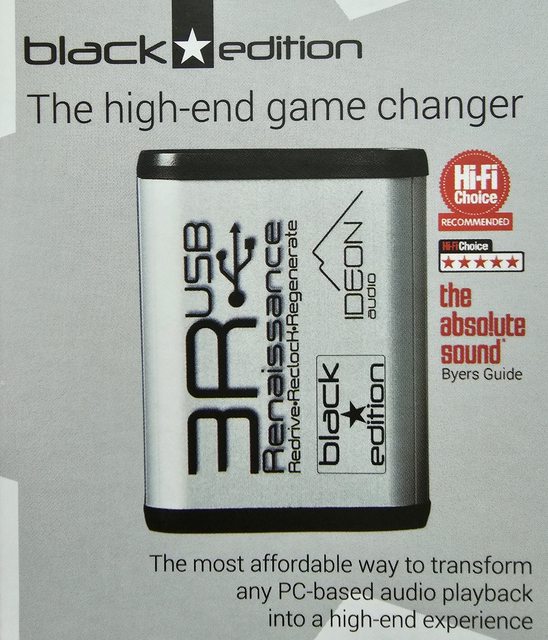 black edition
The high-end game changer
3R USB
Renaissance
Redrive•Reclock•Regenerate
IDEON
audio
black
edition
Hi-Fi
Choice
RECOMMENDED
Hi-Fi Choice
the
absolute
sound
Byers Guide
The most affordable way to transform
any PC-based audio playback
into a high-end experience